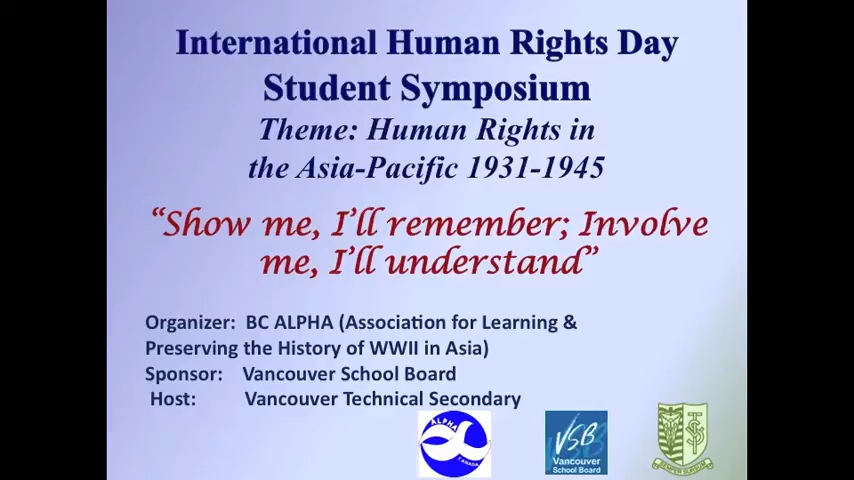 International Human Rights Day
Student Symposium
Theme: Human Rights in
the Asia-Pacific 1931-1945
“Show me, I’ll remember; Involve
me, I’ll understand”
Organizer: BC ALPHA (Association for Learning &
Preserving the History of WWII in Asia)
Sponsor: Vancouver School Board
Host: Vancouver Technical Secondary
ALPHA
CANADA
VSB
Vancouver
School Board